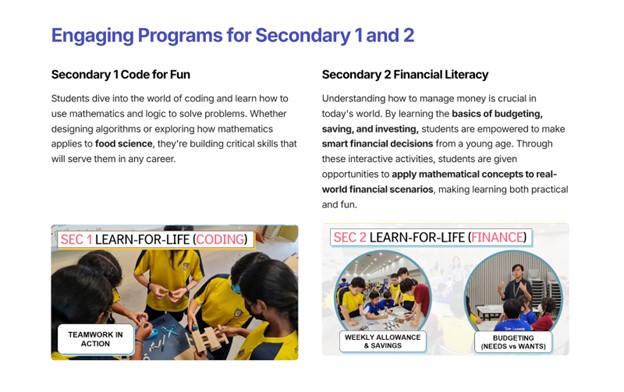 Engaging Programs for Secondary 1 and 2
Secondary 1 Code for Fun
Students dive into the world of coding and learn how to
use mathematics and logic to solve problems. Whether
designing algorithms or exploring how mathematics
applies to food science, they're building critical skills that
will serve them in any career.
SEC 1 LEARN-FOR-LIFE (CODING)
TEAMWORK IN
ACTION
Secondary 2 Financial Literacy
Understanding how to manage money is crucial in
today's world. By learning the basics of budgeting,
saving, and investing, students are empowered to make
smart financial decisions from a young age. Through
these interactive activities, students are given
opportunities to apply mathematical concepts to real-
world financial scenarios, making learning both practical
and fun.
SEC 2 LEARN-FOR-LIFE (FINANCE)
WEEKLY ALLOWANCE
& SAVINGS
BUDGETING
(NEEDS vs WANTS)